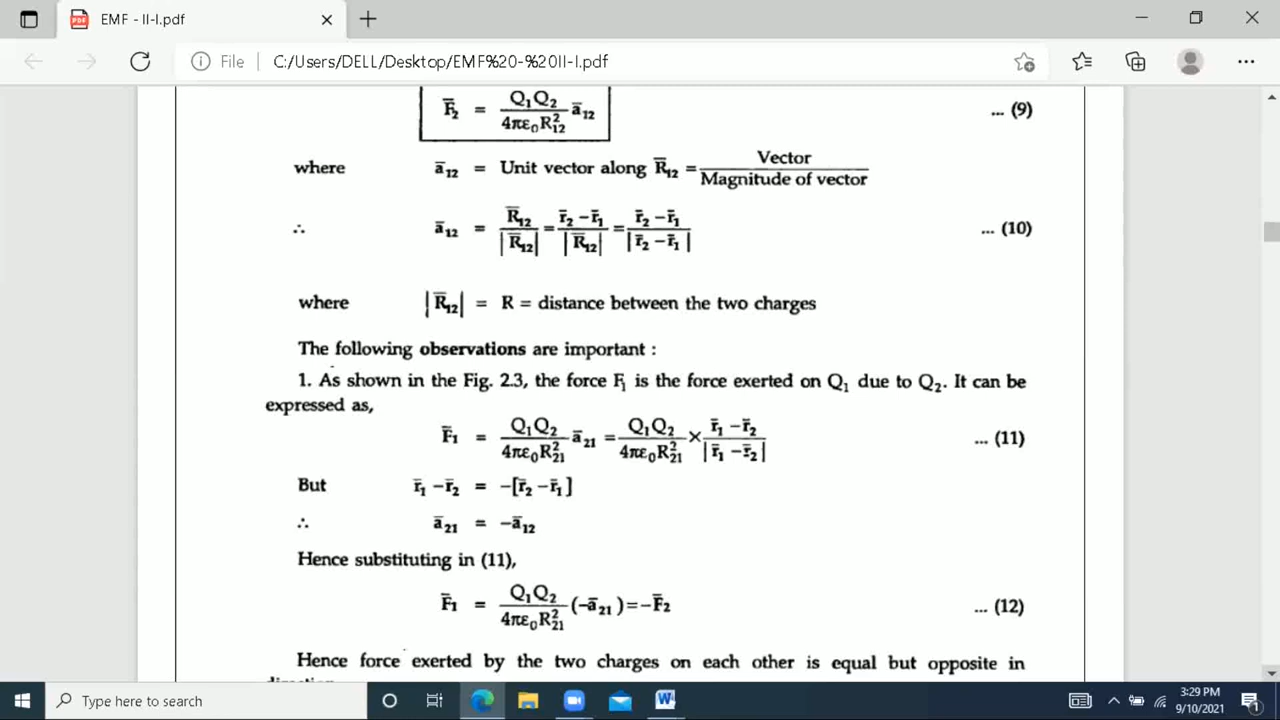 EMF - II-I.pdf
File C:/Users/DELL/Desktop/EMF%20-%20II-I.pdf
F̄₂ = Q₁Q₂ / 4πε₀R₁₂² ā₁₂ ... (9)
where ā₁₂ = Unit vector along R̄₁₂ = Vector / Magnitude of vector
∴ ā₁₂ = R̄₁₂ / |R̄₁₂| = r̄₂ − r̄₁ / |R̄₁₂| = r̄₂ − r̄₁ / |r̄₂ − r̄₁| ... (10)
where |R̄₁₂| = R = distance between the two charges
The following observations are important :
1. As shown in the Fig. 2.3, the force F̄₁ is the force exerted on Q₁ due to Q₂. It can be
expressed as,
F̄₁ = Q₁Q₂ / 4πε₀R₂₁² ā₂₁ = Q₁Q₂ / 4πε₀R₂₁² × r̄₁ − r̄₂ / |r̄₁ − r̄₂| ... (11)
But r̄₁ − r̄₂ = −[r̄₂ − r̄₁]
∴ ā₂₁ = −ā₁₂
Hence substituting in (11),
F̄₁ = Q₁Q₂ / 4πε₀R₂₁² (−ā₂₁) = −F̄₂ ... (12)
Hence force exerted by the two charges on each other is equal but opposite in
Type here to search
3:29 PM
9/10/2021